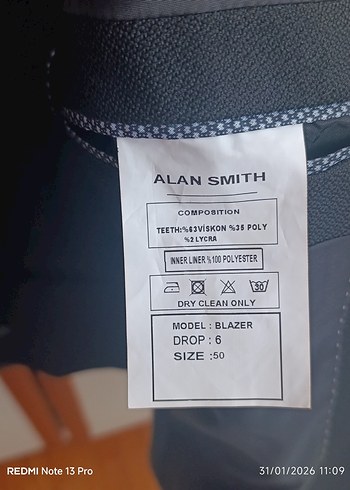 ALAN SMITH
COMPOSITION
TEETH:%63VİSKON %35 POLY
%2 LYCRA
INNER LINER %100 POLYESTER
30
DRY CLEAN ONLY
MODEL : BLAZER
DROP : 6
SIZE :50
REDMI Note 13 Pro 31/01/2026 11:09